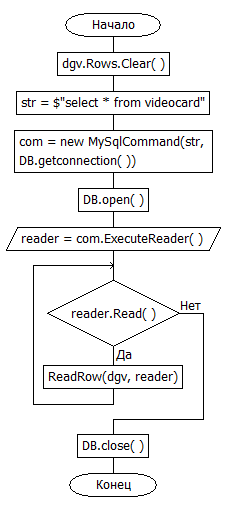 Начало
dgv.Rows.Clear( )
str = $"select * from videocard"
com = new MySqlCommand(str,
DB.getconnection( ))
DB.open( )
reader = com.ExecuteReader( )
reader.Read( )
Нет
Да
ReadRow(dgv, reader)
DB.close( )
Конец